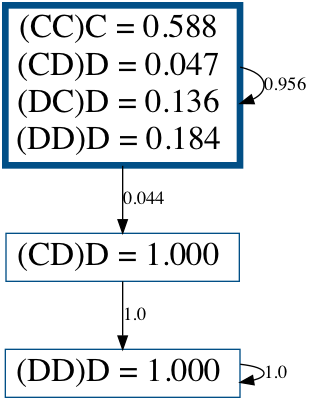 (CC)C = 0.588
(CD)D = 0.047
(DC)D = 0.136
(DD)D = 0.184
0.956
0.044
(CD)D = 1.000
1.0
(DD)D = 1.000
1.0